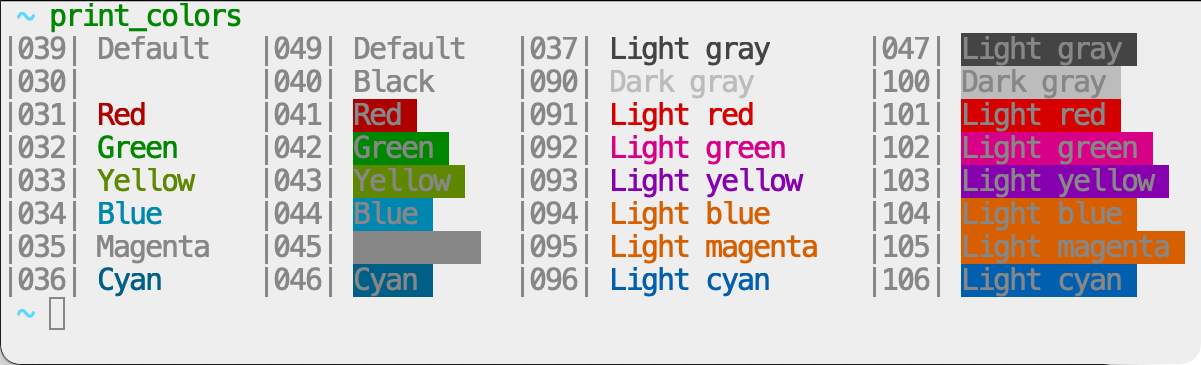 ~ print_colors
|039| Default |049| Default |037| Light gray |047| Light gray
|030| |040| Black |090| Dark gray |100| Dark gray
|031| Red |041| Red |091| Light red |101| Light red
|032| Green |042| Green |092| Light green |102| Light green
|033| Yellow |043| Yellow |093| Light yellow |103| Light yellow
|034| Blue |044| Blue |094| Light blue |104| Light blue
|035| Magenta |045| |095| Light magenta |105| Light magenta
|036| Cyan |046| Cyan |096| Light cyan |106| Light cyan
~